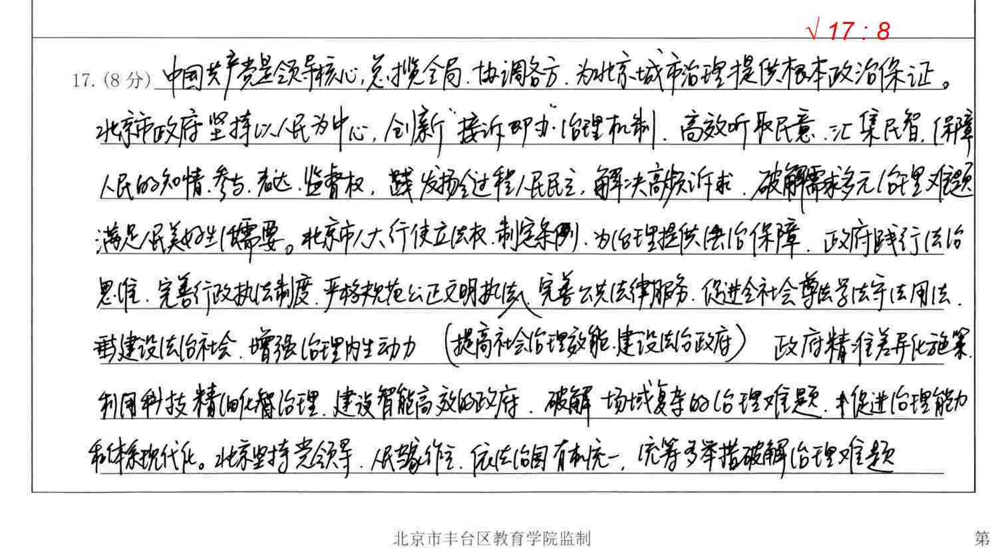 √ 17 : 8
17. (8 分) 中国共产党是领导核心,总揽全局、协调各方,为北京城市治理提供根本政治保证。
北京市政府坚持以人民为中心,创新“接诉即办”治理机制,高效听取民意,汇集民智,保障
人民的知情、参与、表达、监督权,践发扬全过程人民民主,解决高频诉求,破解需求多元治理难题
满足人民美好生活需要。北京市人大行使立法权,制定条例,为治理提供法治保障,政府践行法治
思维,完善行政执法制度,严格规范公正文明执法,完善公共法律服务,促进全社会尊法学法守法用法,
建设法治社会,增强治理内生动力 (提高社会治理效能,建设法治政府) 政府精准差异化施策,
利用科技精细化智治理,建设智能高效的政府,破解场域复杂的治理难题,促进治理能力
和体系现代化。北京坚持党领导、人民当家作主、依法治国有机统一,统筹多举措破解治理难题
北京市丰台区教育学院监制
第